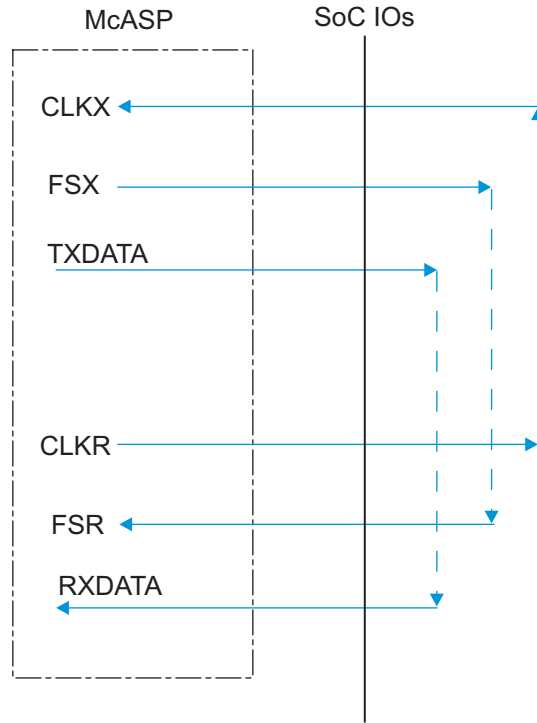 McASP
SoC IOs
CLKX
FSX
TXDATA
CLKR
FSR
RXDATA